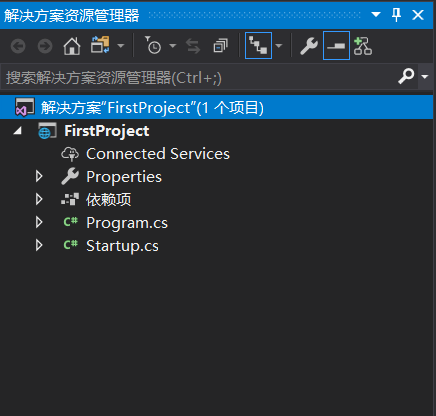 解决方案资源管理器
搜索解决方案资源管理器(Ctrl+;)
解决方案"FirstProject"(1 个项目)
FirstProject
Connected Services
Properties
依赖项
C# Program.cs
C# Startup.cs